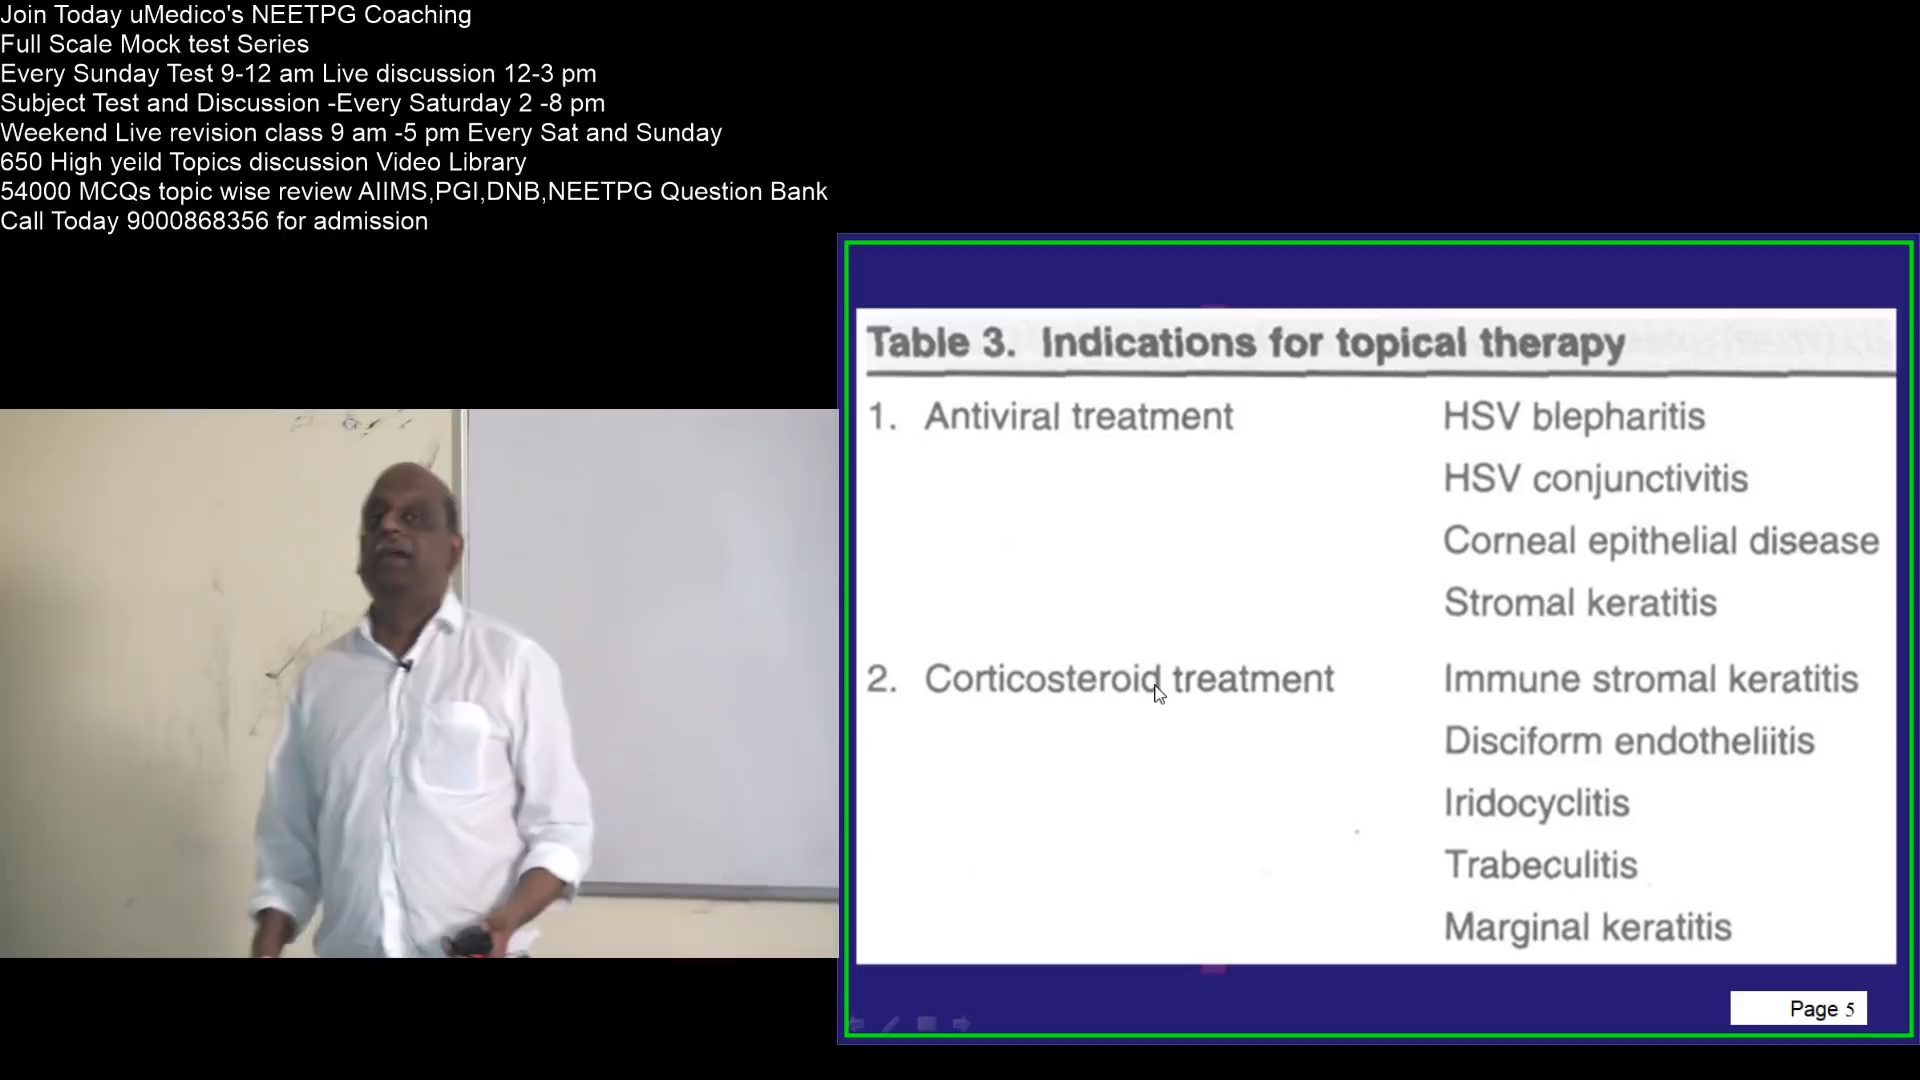 Join Today uMedico's NEETPG Coaching
Full Scale Mock test Series
Every Sunday Test 9-12 am Live discussion 12-3 pm
Subject Test and Discussion -Every Saturday 2 -8 pm
Weekend Live revision class 9 am -5 pm Every Sat and Sunday
650 High yeild Topics discussion Video Library
54000 MCQs topic wise review AIIMS,PGI,DNB,NEETPG Question Bank
Call Today 9000868356 for admission
Table 3. Indications for topical therapy
1. Antiviral treatment HSV blepharitis
HSV conjunctivitis
Corneal epithelial disease
Stromal keratitis
2. Corticosteroid treatment Immune stromal keratitis
Disciform endotheliitis
Iridocyclitis
Trabeculitis
Marginal keratitis
Page 5